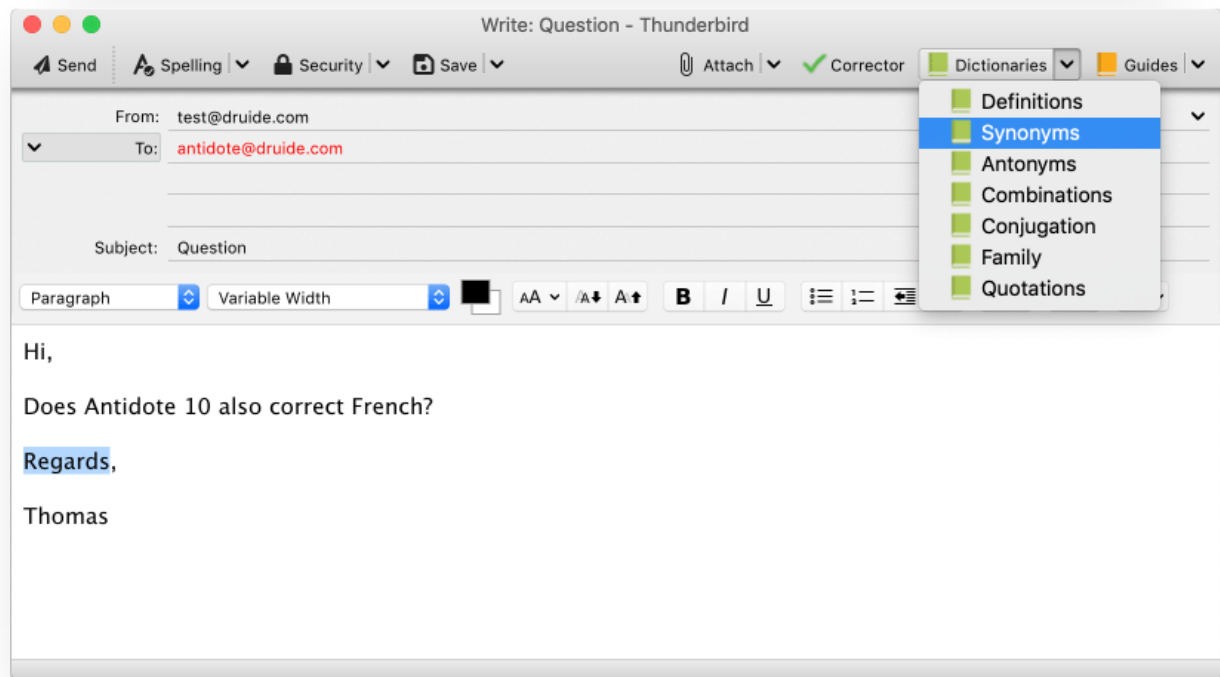 Write: Question - Thunderbird
Send Spelling Security Save Attach Corrector Dictionaries Guides
Definitions
From: test@druide.com
Synonyms
To: antidote@druide.com
Antonyms
Combinations
Conjugation
Subject: Question
Family
Quotations
Paragraph Variable Width AA A A B I U
Hi,
Does Antidote 10 also correct French?
Regards,
Thomas